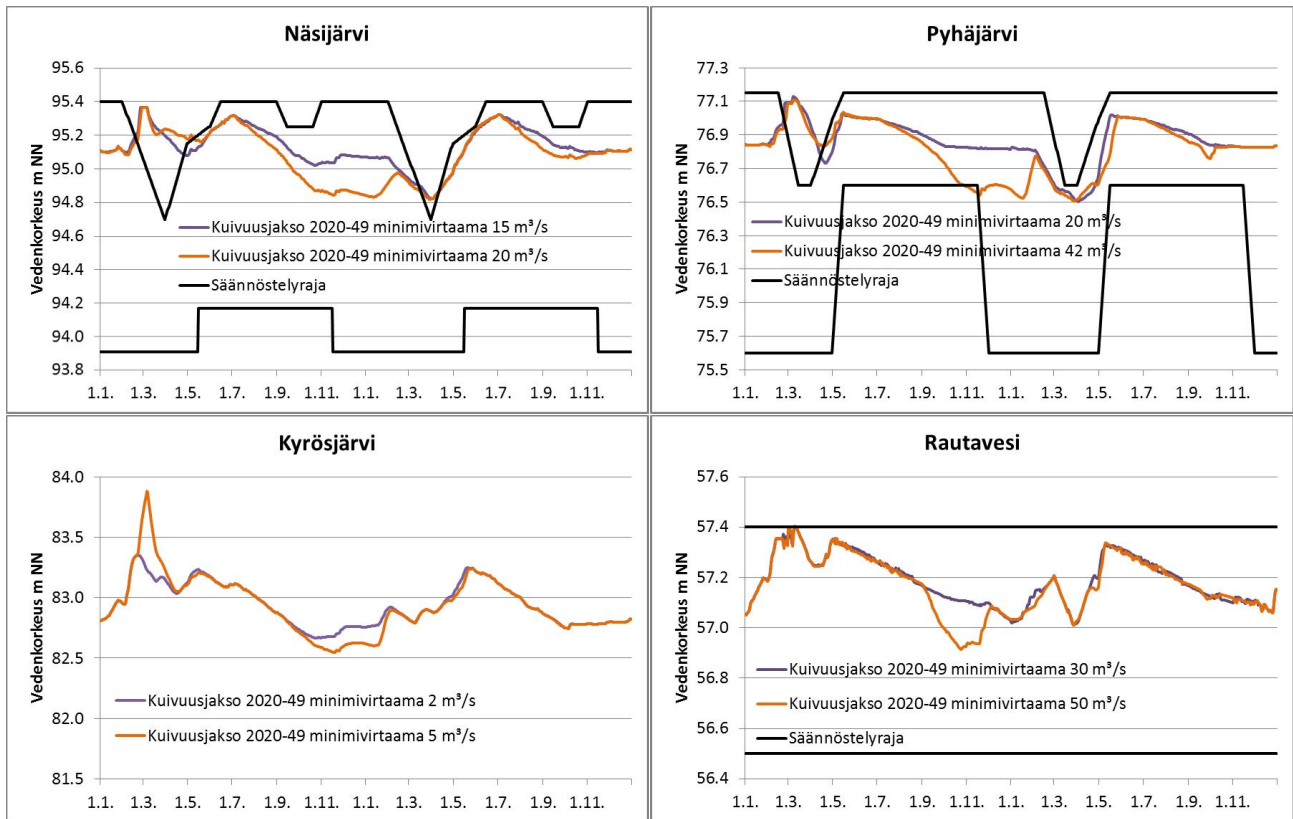 Näsijärvi
Vedenkorkeus m NN
95.6
95.4
95.2
95.0
94.8
94.6
94.4
94.2
94.0
93.8
Kuivuusjakso 2020-49 minimivirtaama 15 m³/s
Kuivuusjakso 2020-49 minimivirtaama 20 m³/s
Säännöstelyraja
1.1. 1.3. 1.5. 1.7. 1.9. 1.11. 1.1. 1.3. 1.5. 1.7. 1.9. 1.11.
Pyhäjärvi
Vedenkorkeus m NN
77.3
77.1
76.9
76.7
76.5
76.3
76.1
75.9
75.7
75.5
Kuivuusjakso 2020-49 minimivirtaama 20 m³/s
Kuivuusjakso 2020-49 minimivirtaama 42 m³/s
Säännöstelyraja
1.1. 1.3. 1.5. 1.7. 1.9. 1.11. 1.1. 1.3. 1.5. 1.7. 1.9. 1.11.
Kyrösjärvi
Vedenkorkeus m NN
84.0
83.5
83.0
82.5
82.0
81.5
Kuivuusjakso 2020-49 minimivirtaama 2 m³/s
Kuivuusjakso 2020-49 minimivirtaama 5 m³/s
1.1. 1.3. 1.5. 1.7. 1.9. 1.11. 1.1. 1.3. 1.5. 1.7. 1.9. 1.11.
Rautavesi
Vedenkorkeus m NN
57.6
57.4
57.2
57.0
56.8
56.6
56.4
Kuivuusjakso 2020-49 minimivirtaama 30 m³/s
Kuivuusjakso 2020-49 minimivirtaama 50 m³/s
Säännöstelyraja
1.1. 1.3. 1.5. 1.7. 1.9. 1.11. 1.1. 1.3. 1.5. 1.7. 1.9. 1.11.